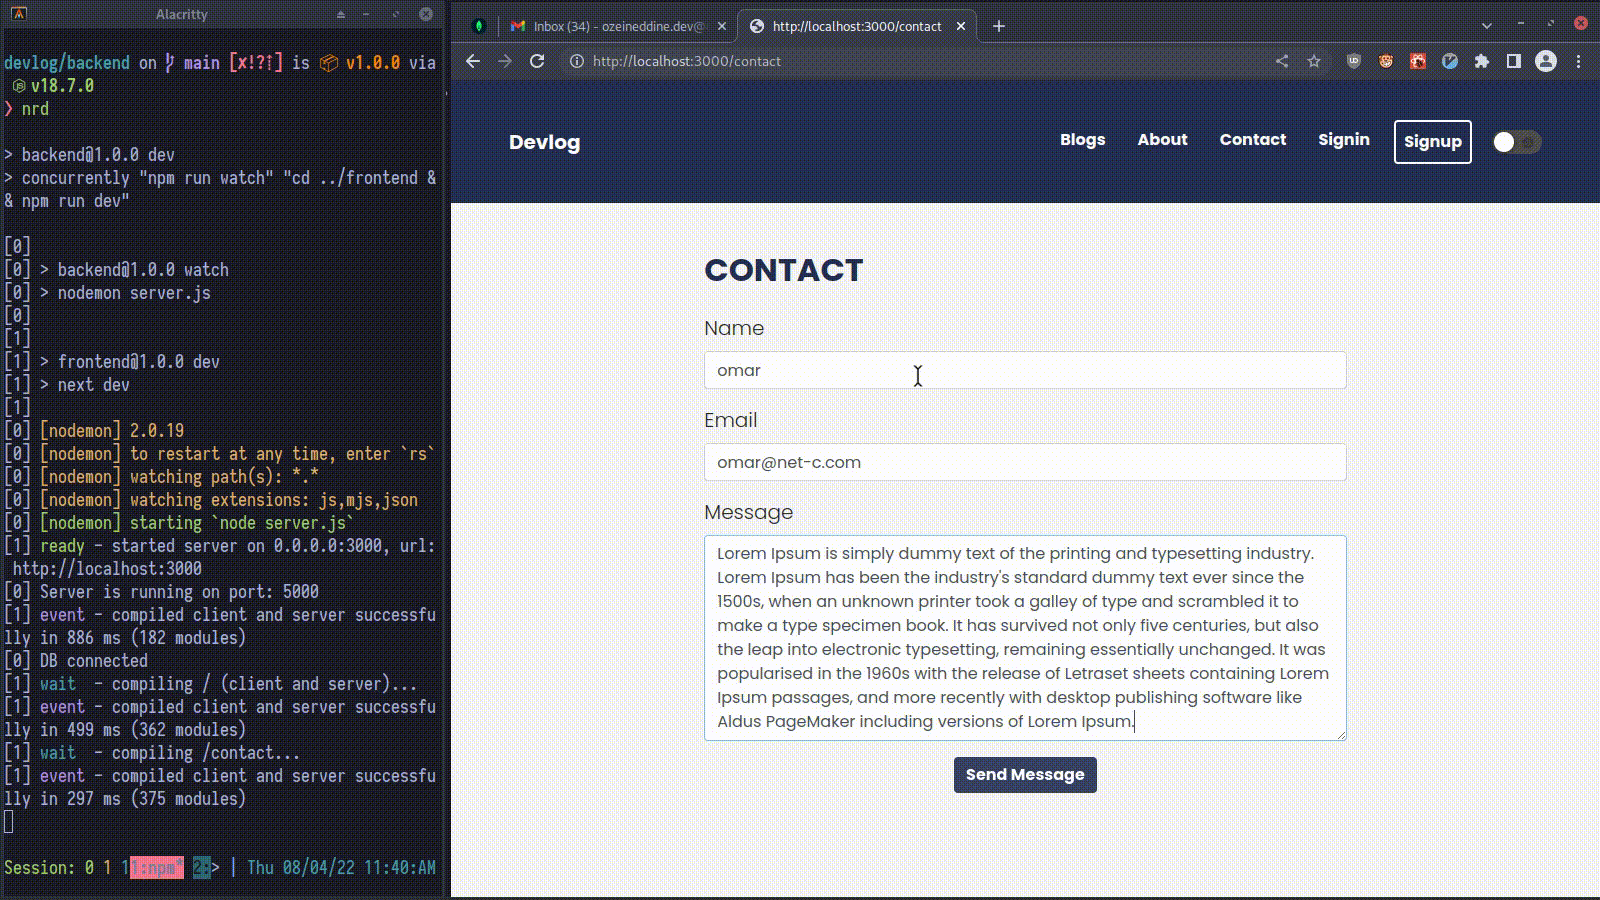 Alacritty
devlog/backend on main [✘!?⇡] is 📦 v1.0.0 via
v18.7.0
❯ nrd
> backend@1.0.0 dev
> concurrently "npm run watch" "cd ../frontend &
& npm run dev"
[0]
[0] > backend@1.0.0 watch
[0] > nodemon server.js
[0]
[1]
[1] > frontend@1.0.0 dev
[1] > next dev
[1]
[0] [nodemon] 2.0.19
[0] [nodemon] to restart at any time, enter `rs`
[0] [nodemon] watching path(s): *.*
[0] [nodemon] watching extensions: js,mjs,json
[0] [nodemon] starting `node server.js`
[1] ready - started server on 0.0.0.0:3000, url:
http://localhost:3000
[0] Server is running on port: 5000
[1] event - compiled client and server successfu
lly in 886 ms (182 modules)
[0] DB connected
[1] wait  - compiling / (client and server)...
[1] event - compiled client and server successfu
lly in 499 ms (362 modules)
[1] wait  - compiling /contact...
[1] event - compiled client and server successfu
lly in 297 ms (375 modules)
Session: 0 1 11:npm* 2:> | Thu 08/04/22 11:40:AM
Inbox (34) - ozeineddine.dev@
http://localhost:3000/contact
http://localhost:3000/contact
Devlog
Blogs About Contact Signin Signup
CONTACT
Name
omar
Email
omar@net-c.com
Message
Lorem Ipsum is simply dummy text of the printing and typesetting industry.
Lorem Ipsum has been the industry's standard dummy text ever since the
1500s, when an unknown printer took a galley of type and scrambled it to
make a type specimen book. It has survived not only five centuries, but also
the leap into electronic typesetting, remaining essentially unchanged. It was
popularised in the 1960s with the release of Letraset sheets containing Lorem
Ipsum passages, and more recently with desktop publishing software like
Aldus PageMaker including versions of Lorem Ipsum.
Send Message